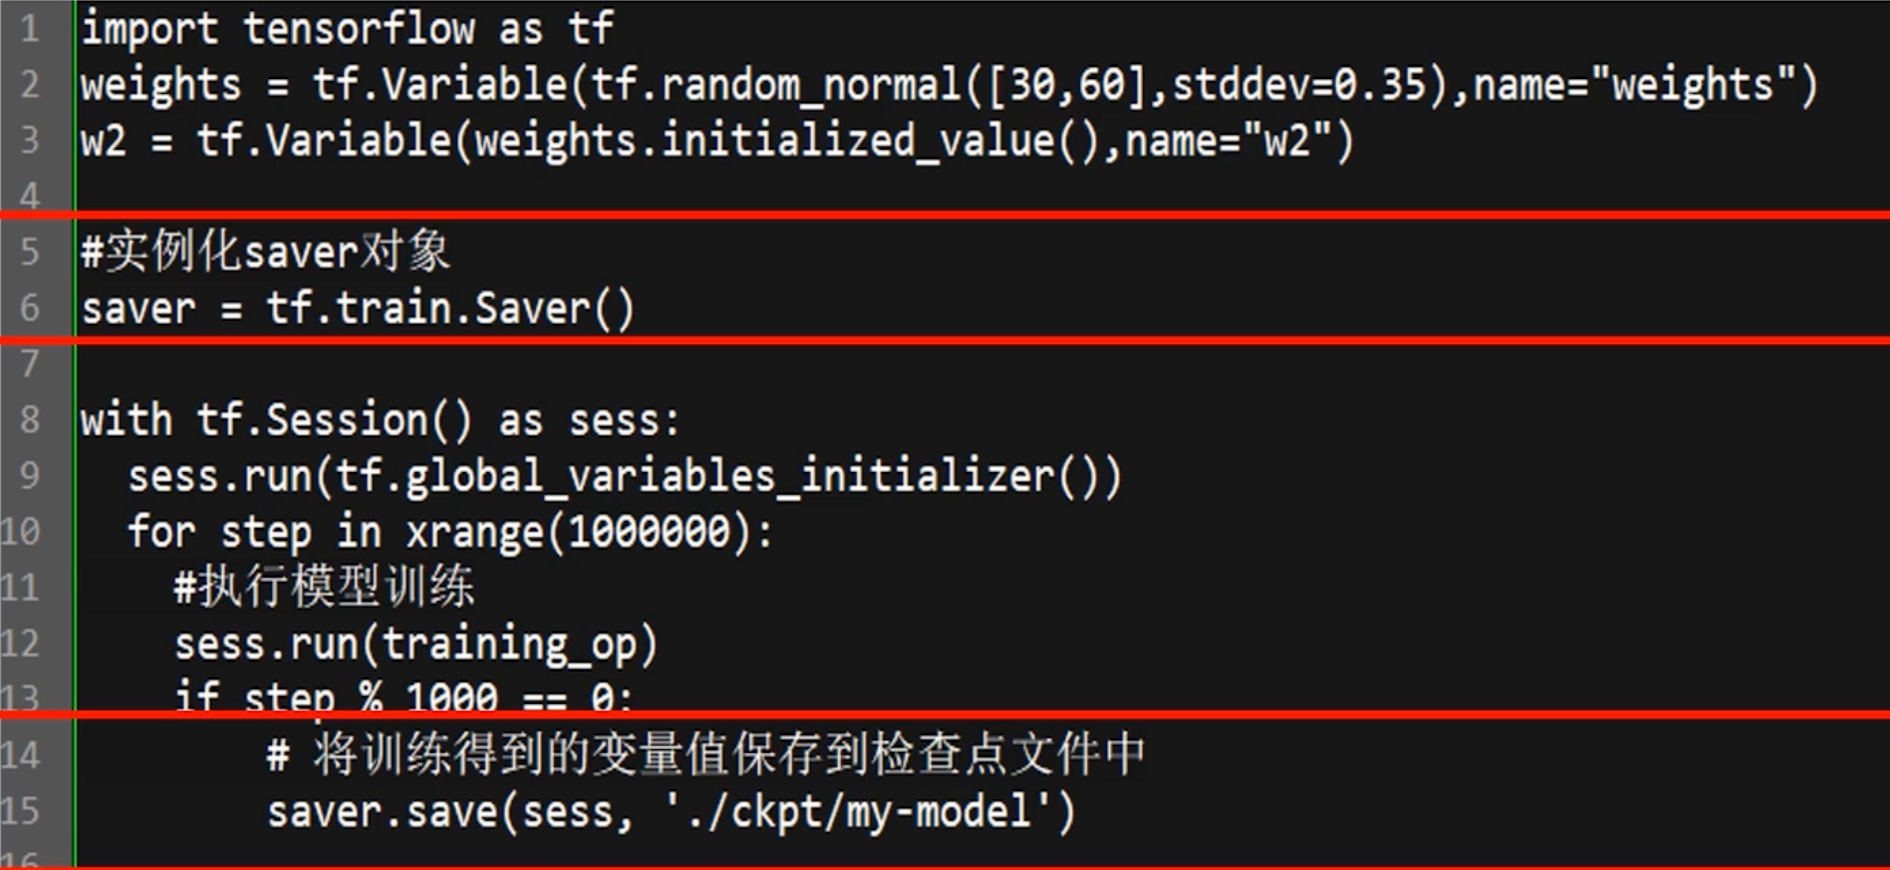 1 import tensorflow as tf
2 weights = tf.Variable(tf.random_normal([30,60],stddev=0.35),name="weights")
3 w2 = tf.Variable(weights.initialized_value(),name="w2")
4
5 #实例化saver对象
6 saver = tf.train.Saver()
7
8 with tf.Session() as sess:
9   sess.run(tf.global_variables_initializer())
10   for step in xrange(1000000):
11     #执行模型训练
12     sess.run(training_op)
13     if step % 1000 == 0:
14         # 将训练得到的变量值保存到检查点文件中
15         saver.save(sess, './ckpt/my-model')
16